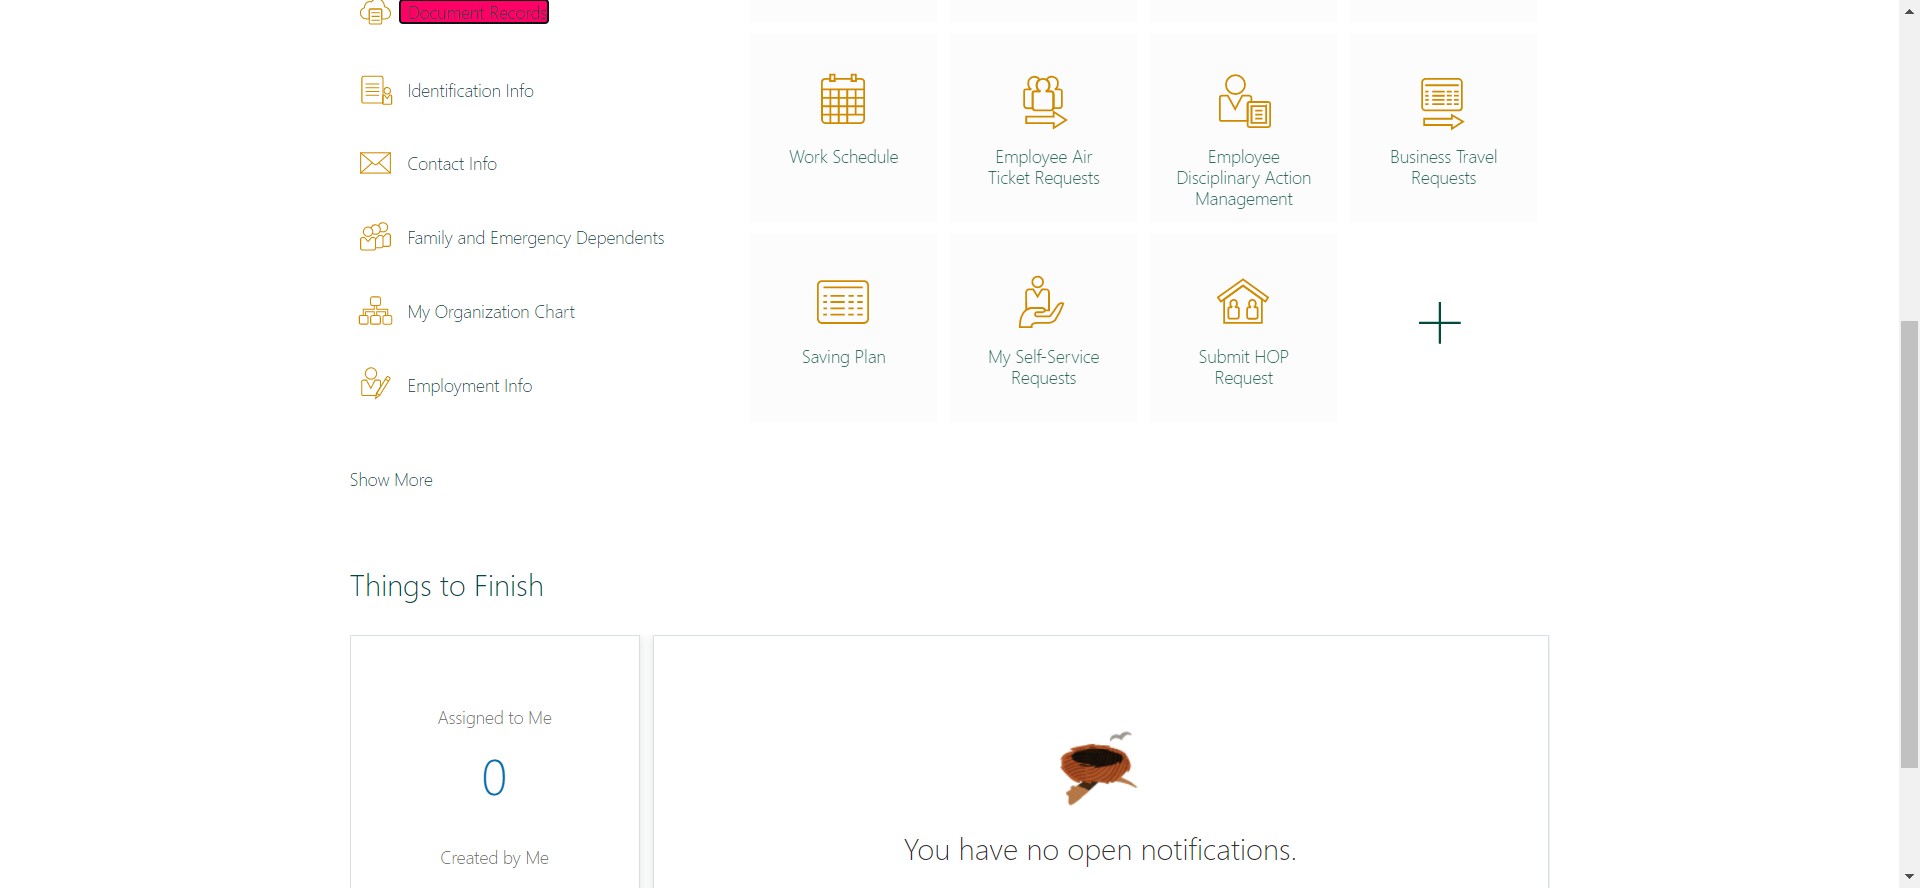 Document Records
Identification Info
Contact Info
Family and Emergency Dependents
My Organization Chart
Employment Info
Show More
Work Schedule
Employee Air
Ticket Requests
Employee
Disciplinary Action
Management
Business Travel
Requests
Saving Plan
My Self-Service
Requests
Submit HOP
Request
Things to Finish
Assigned to Me
0
Created by Me
You have no open notifications.